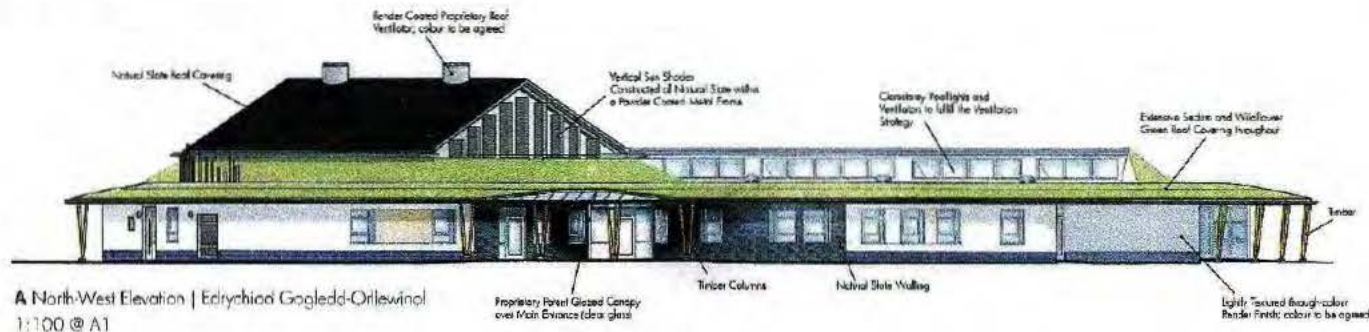 Render Coated Proprietary Roof
Ventilator; colour to be agreed
Natural Slate Roof Covering
Vertical Sun Shades
Constructed of Natural Slate within
a Powder Coated Metal Frame
Clerestory Rooflights and
Ventilators to fulfill the Ventilation
Strategy
Extensive Sedum and Wildflower
Green Roof Covering throughout
Timber
A North-West Elevation | Edrychiod Gogledd-Orllewinol
1:100 @ A1
Proprietary Glazed Canopy
over Main Entrance (clear glass)
Timber Columns
Natural Slate Walling
Lightly Textured through-colour
Render Finish; colour to be agreed